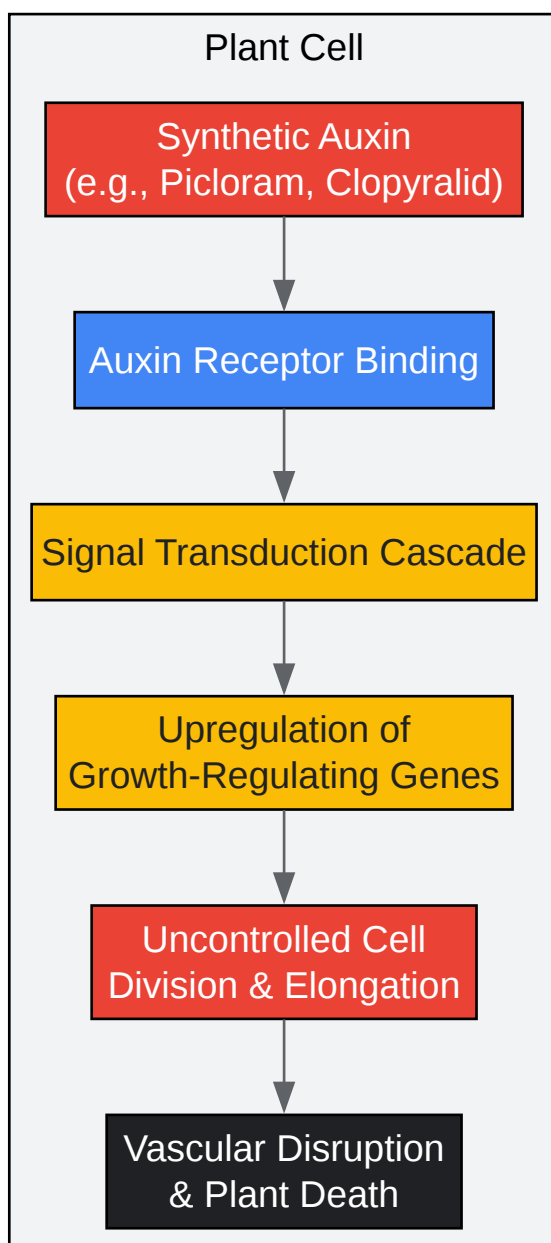 Plant Cell
Synthetic Auxin
(e.g., Picloram, Clopyralid)
Auxin Receptor Binding
Signal Transduction Cascade
Upregulation of
Growth-Regulating Genes
Uncontrolled Cell
Division & Elongation
Vascular Disruption
& Plant Death